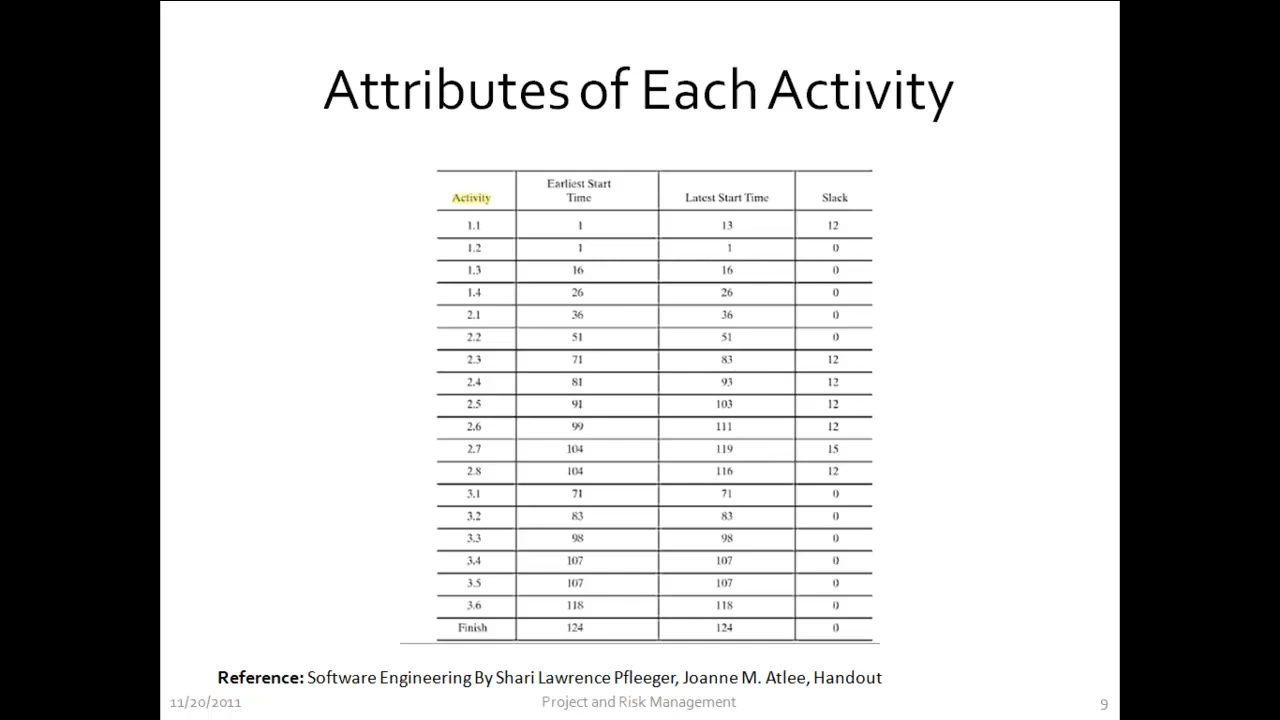 Attributes of Each Activity
Activity Earliest Start Time Latest Start Time Slack
1.1 1 13 12
1.2 1 1 0
1.3 16 16 0
1.4 26 26 0
2.1 36 36 0
2.2 51 51 0
2.3 71 83 12
2.4 81 93 12
2.5 91 103 12
2.6 99 111 12
2.7 104 119 15
2.8 104 116 12
3.1 71 71 0
3.2 83 83 0
3.3 98 98 0
3.4 107 107 0
3.5 107 107 0
3.6 118 118 0
Finish 124 124 0
Reference: Software Engineering By Shari Lawrence Pfleeger, Joanne M. Atlee, Handout
11/20/2011 Project and Risk Management 9